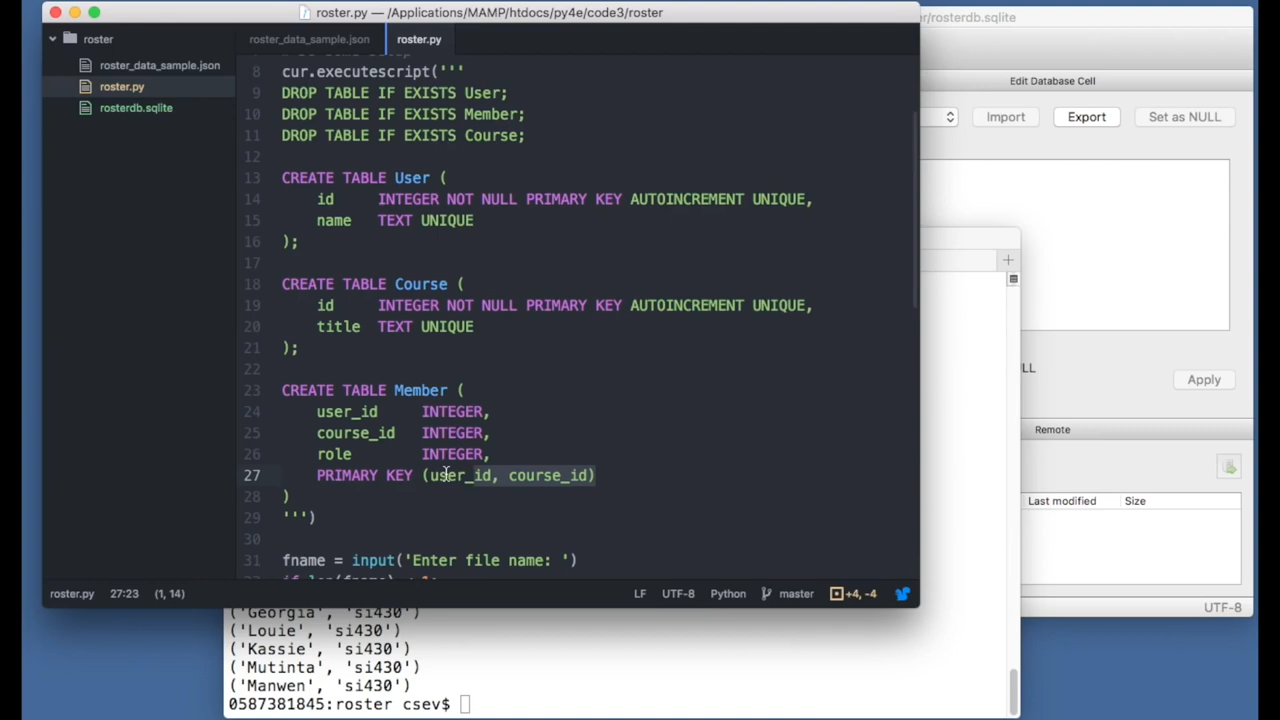 roster.py — /Applications/MAMP/htdocs/py4e/code3/roster
/rosterdb.sqlite
roster
roster_data_sample.json
roster.py
rosterdb.sqlite
roster_data_sample.json
roster.py
8 cur.executescript('''
9 DROP TABLE IF EXISTS User;
10 DROP TABLE IF EXISTS Member;
11 DROP TABLE IF EXISTS Course;
12
13 CREATE TABLE User (
14 id INTEGER NOT NULL PRIMARY KEY AUTOINCREMENT UNIQUE,
15 name TEXT UNIQUE
16 );
17
18 CREATE TABLE Course (
19 id INTEGER NOT NULL PRIMARY KEY AUTOINCREMENT UNIQUE,
20 title TEXT UNIQUE
21 );
22
23 CREATE TABLE Member (
24 user_id INTEGER,
25 course_id INTEGER,
26 role INTEGER,
27 PRIMARY KEY (user_id, course_id)
28 )
29 ''')
30
31 fname = input('Enter file name: ')
roster.py 27:23 (1, 14) LF UTF-8 Python master +4, -4
Edit Database Cell
Import Export Set as NULL
Apply
Remote
Last modified Size
UTF-8
('Georgia', 'si430')
('Louie', 'si430')
('Kassie', 'si430')
('Mutinta', 'si430')
('Manwen', 'si430')
0587381845:roster csev$